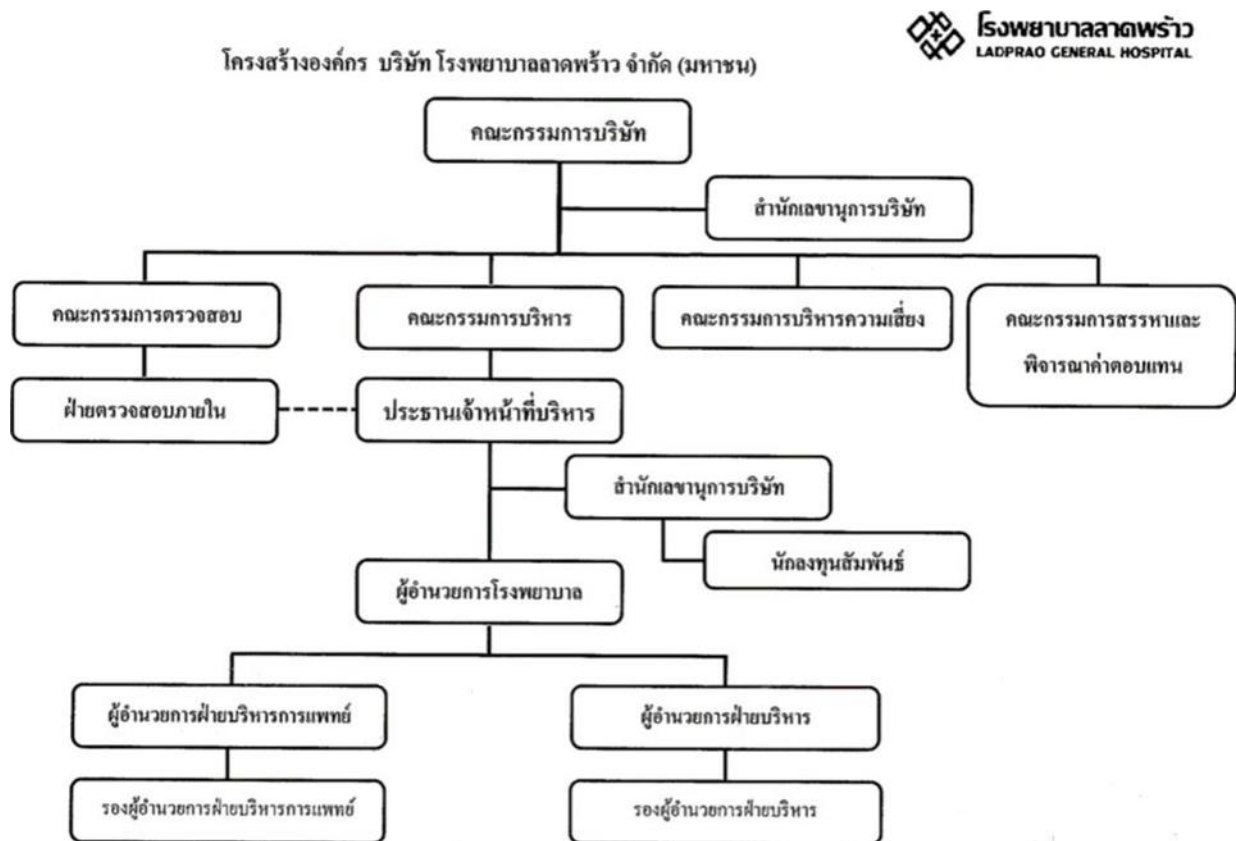 โรงพยาบาลลาดพร้าว
LADPRAO GENERAL HOSPITAL
โครงสร้างองค์กร บริษัท โรงพยาบาลลาดพร้าว จำกัด (มหาชน)
คณะกรรมการบริษัท
สำนักเลขานุการบริษัท
คณะกรรมการตรวจสอบ
คณะกรรมการบริหาร
คณะกรรมการบริหารความเสี่ยง
คณะกรรมการสรรหาและ
พิจารณาค่าตอบแทน
ฝ่ายตรวจสอบภายใน
ประธานเจ้าหน้าที่บริหาร
สำนักเลขานุการบริษัท
นักลงทุนสัมพันธ์
ผู้อำนวยการโรงพยาบาล
ผู้อำนวยการฝ่ายบริหารการแพทย์
ผู้อำนวยการฝ่ายบริหาร
รองผู้อำนวยการฝ่ายบริหารการแพทย์
รองผู้อำนวยการฝ่ายบริหาร